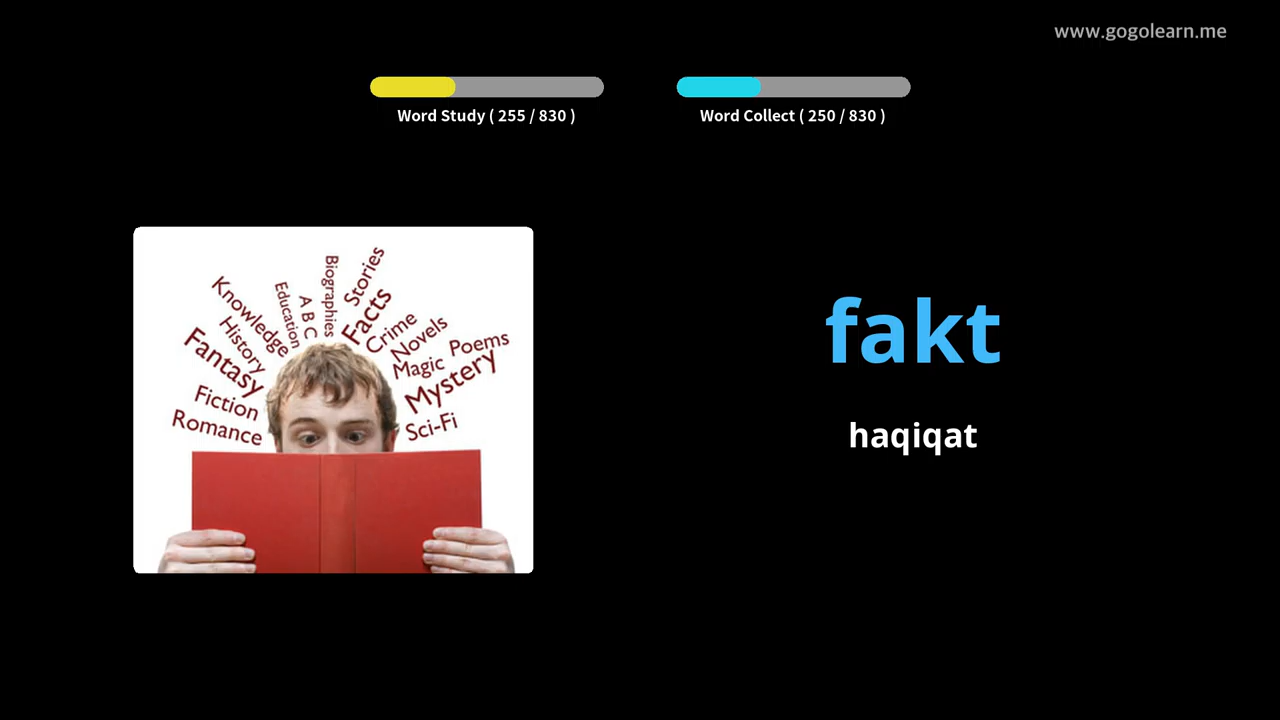 www.gogolearn.me
Word Study ( 255 / 830 )
Word Collect ( 250 / 830 )
Biographies
Stories
Knowledge
Education
A B C
Facts
History
Crime
Novels
Fantasy
Magic
Poems
Mystery
Fiction
Romance
Sci-Fi
fakt
haqiqat